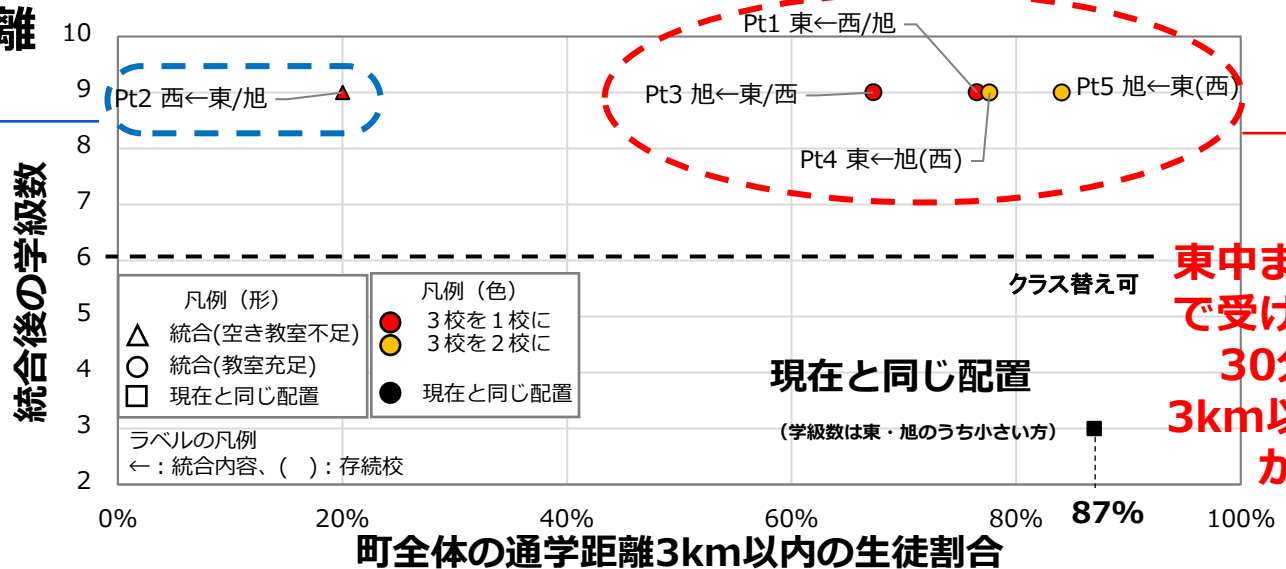 離
統合後の学級数
10
9
8
7
6
5
4
3
2
Pt1 東←西/旭
Pt2 西←東/旭
Pt3 旭←東/西
Pt5 旭←東(西)
Pt4 東←旭(西)
クラス替え可
凡例（形）
統合(空き教室不足)
統合(教室充足)
現在と同じ配置
凡例（色）
３校を１校に
３校を２校に
現在と同じ配置
ラベルの凡例
←：統合内容、(　)：存続校
現在と同じ配置
（学級数は東・旭のうち小さい方）
東中ま
で受け
30分
3km以
か
0%
20%
40%
60%
80%
87%
100%
町全体の通学距離3km以内の生徒割合